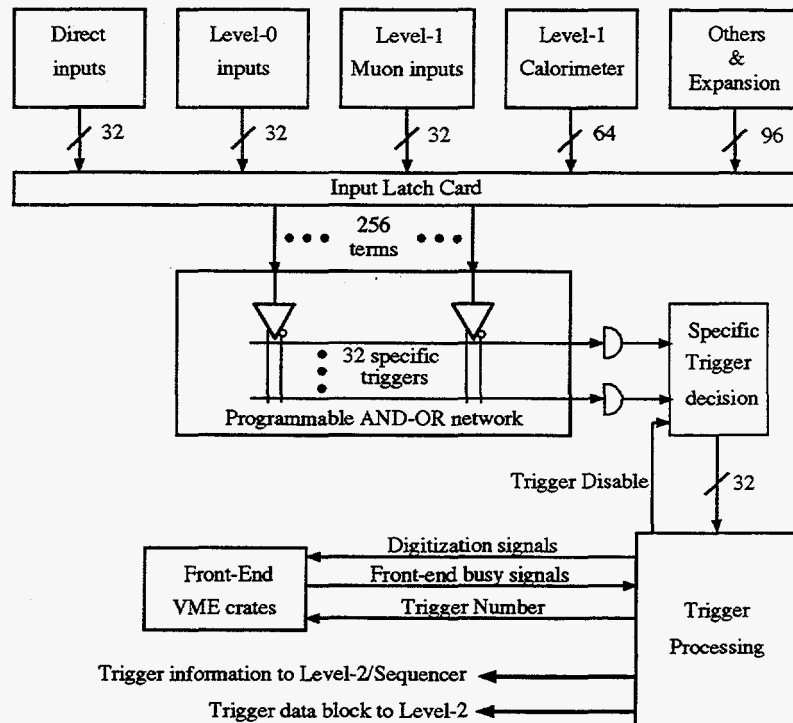 Direct
inputs
Level-0
inputs
Level-1
Muon inputs
Level-1
Calorimeter
Others
&
Expansion
32
32
32
64
96
Input Latch Card
256
terms
32 specific
triggers
Programmable AND-OR network
Specific
Trigger
decision
Trigger Disable
32
Digitization signals
Front-end busy signals
Trigger Number
Front-End
VME crates
Trigger
Processing
Trigger information to Level-2/Sequencer
Trigger data block to Level-2